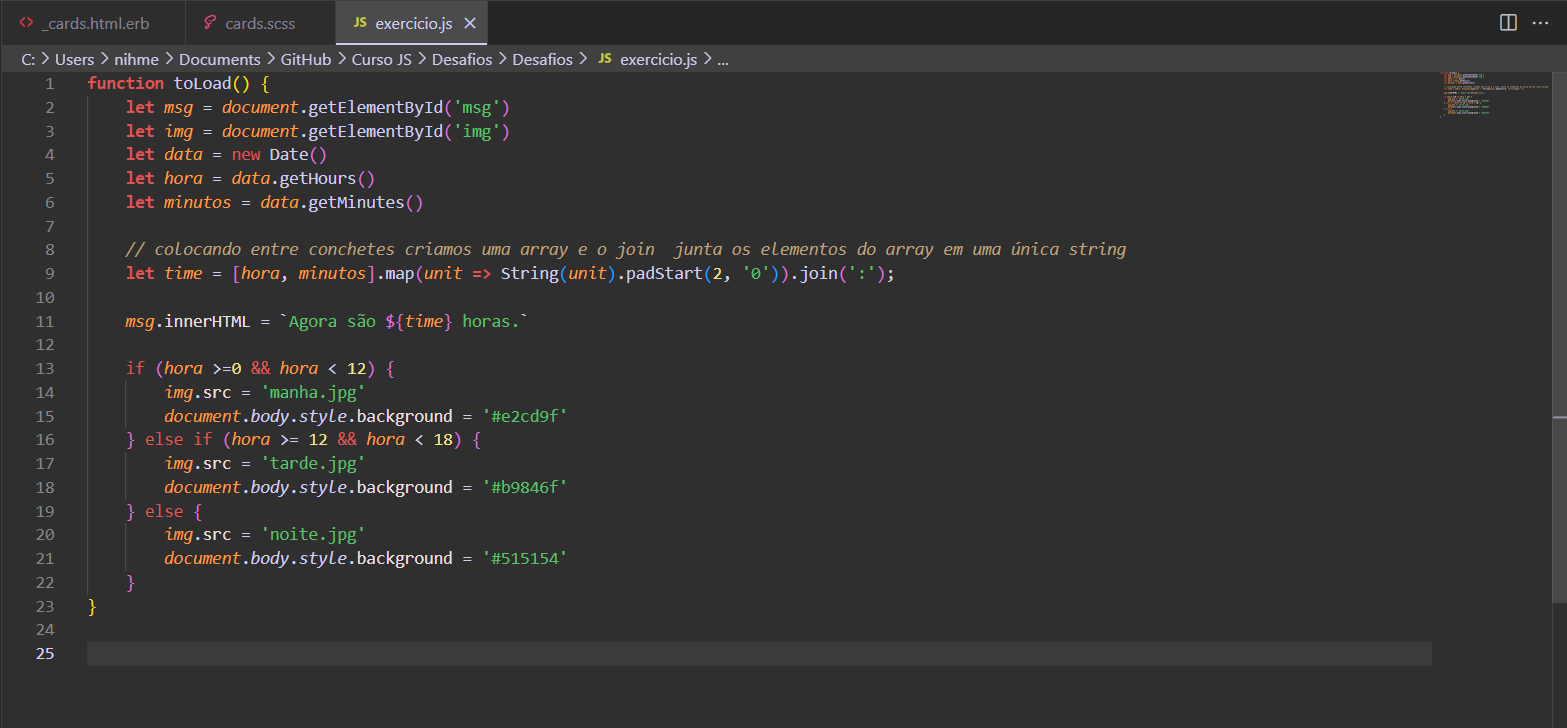 <> _cards.html.erb cards.scss JS exercicio.js × ...
C: > Users > nihme > Documents > GitHub > Curso JS > Desafios > Desafios > JS exercicio.js > ...
1 function toLoad() {
2 let msg = document.getElementById('msg')
3 let img = document.getElementById('img')
4 let data = new Date()
5 let hora = data.getHours()
6 let minutos = data.getMinutes()
7
8 // colocando entre conchetes criamos uma array e o join  junta os elementos do array em uma única string
9 let time = [hora, minutos].map(unit => String(unit).padStart(2, '0')).join(':');
10
11 msg.innerHTML = `Agora são ${time} horas.`
12
13 if (hora >=0 && hora < 12) {
14 img.src = 'manha.jpg'
15 document.body.style.background = '#e2cd9f'
16 } else if (hora >= 12 && hora < 18) {
17 img.src = 'tarde.jpg'
18 document.body.style.background = '#b9846f'
19 } else {
20 img.src = 'noite.jpg'
21 document.body.style.background = '#515154'
22 }
23 }
24
25